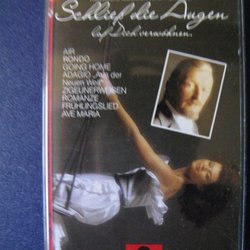 Schließ die Augen
laß Dich verwöhnen.
AIR
RONDO
GOING HOME
ADAGIO „Aus der
Neuen Welt“
ZIGEUNERWEISEN
ROMANZE
FRÜHLINGSLIED
AVE MARIA